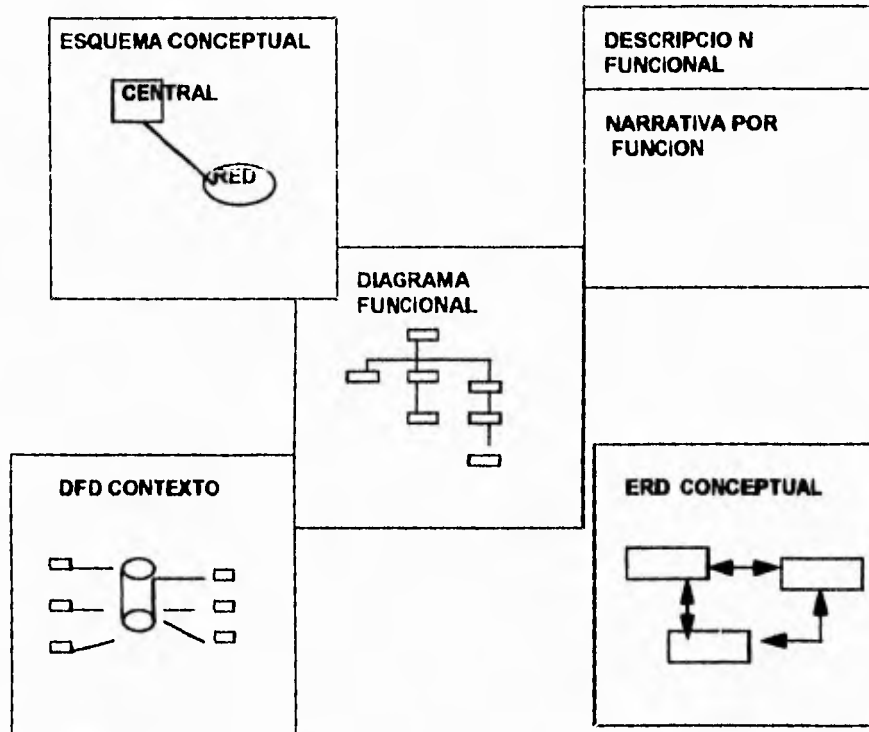 ESQUEMA CONCEPTUAL
CENTRAL
RED
DESCRIPCIO N
FUNCIONAL
NARRATIVA POR
FUNCION
DIAGRAMA
FUNCIONAL
DFD CONTEXTO
ERD CONCEPTUAL